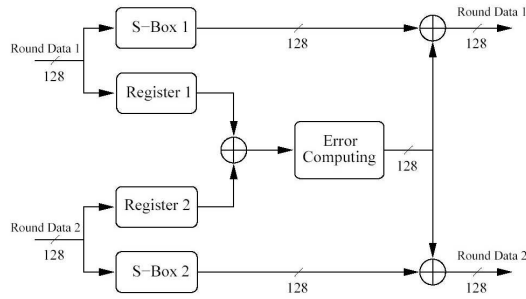 S-Box 1
Round Data 1
128
128
Round Data 1
128
Register 1
Error
Computing
128
Register 2
Round Data 2
128
S-Box 2
128
Round Data 2
128